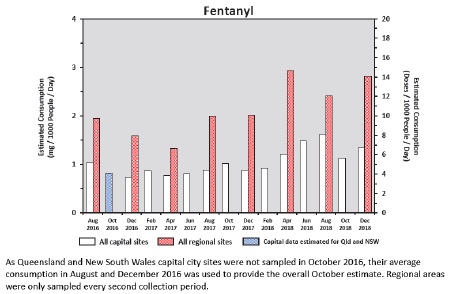 Fentanyl
4
3
2
1
0
20
18
16
14
12
10
8
6
4
2
0
Estimated Consumption
(mg / 1000 People / Day)
Estimated Consumption
(Doses / 1000 People / Day)
Aug Oct Dec Feb Apr Jun Aug Oct Dec Feb Apr Jun Aug Oct Dec
2016 2016 2016 2017 2017 2017 2017 2017 2017 2018 2018 2018 2018 2018 2018
All capital sites All regional sites Capital data estimated for Qld and NSW
As Queensland and New South Wales capital city sites were not sampled in October 2016, their average
consumption in August and December 2016 was used to provide the overall October estimate. Regional areas
were only sampled every second collection period.